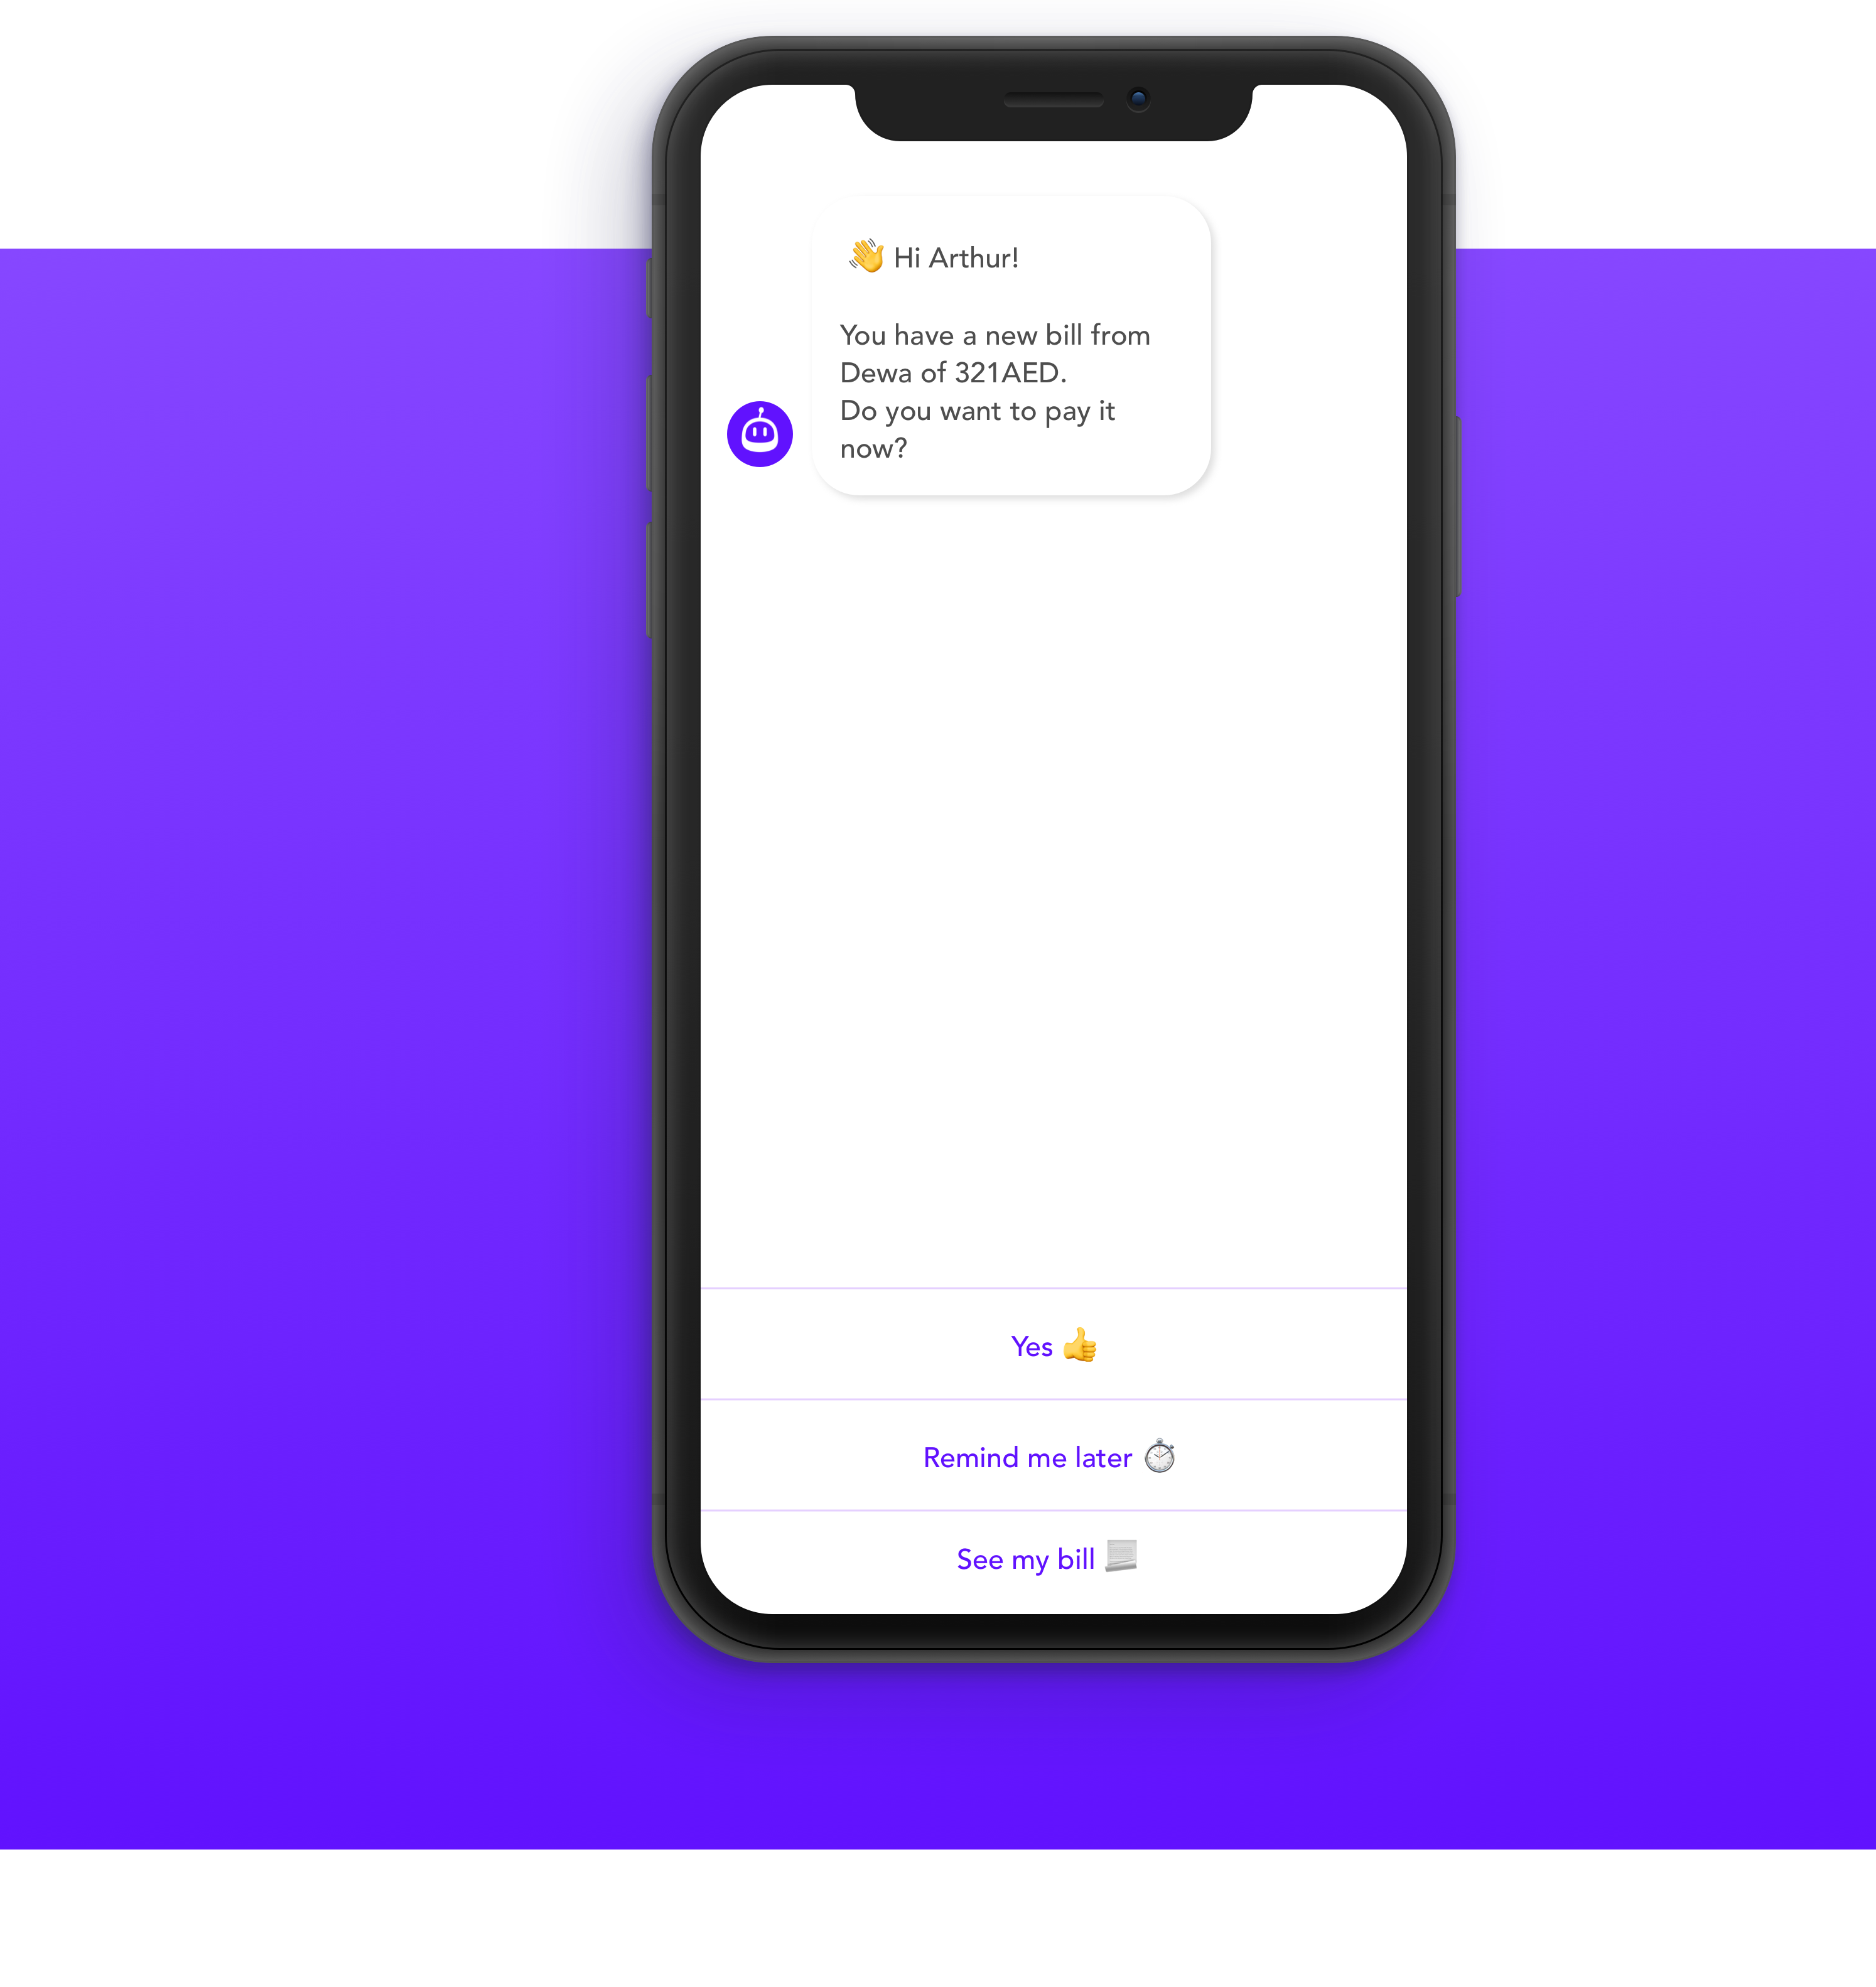 👋 Hi Arthur!
You have a new bill from
Dewa of 321AED.
Do you want to pay it
now?
Yes 👍
Remind me later ⏱
See my bill 📃